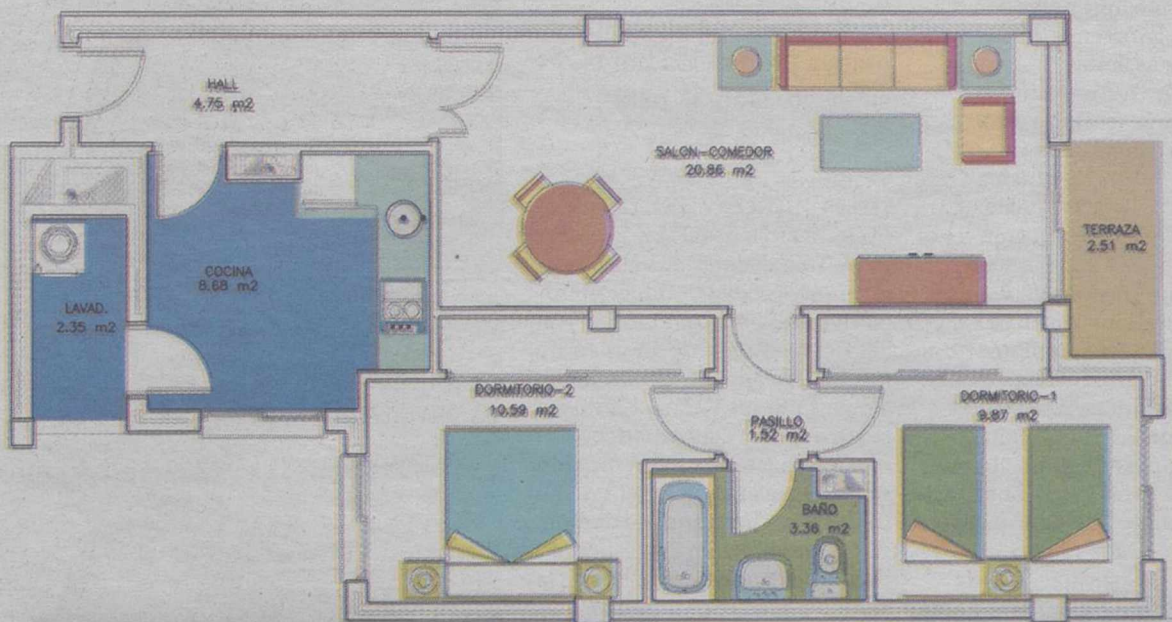 HALL
4.75 m2
SALON-COMEDOR
20.86 m2
TERRAZA
2.51 m2
COCINA
8.68 m2
LAVAD.
2.35 m2
DORMITORIO-2
10.59 m2
PASILLO
1.52 m2
DORMITORIO-1
9.87 m2
BAÑO
3.36 m2